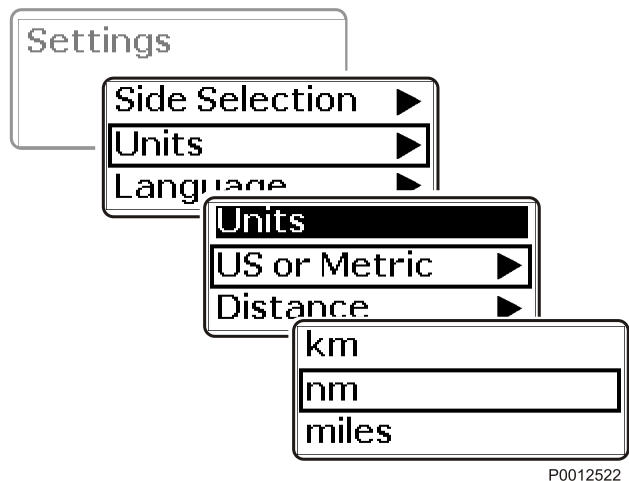 Settings
Side Selection
Units
Language
Units
US or Metric
Distance
km
nm
miles
P0012522